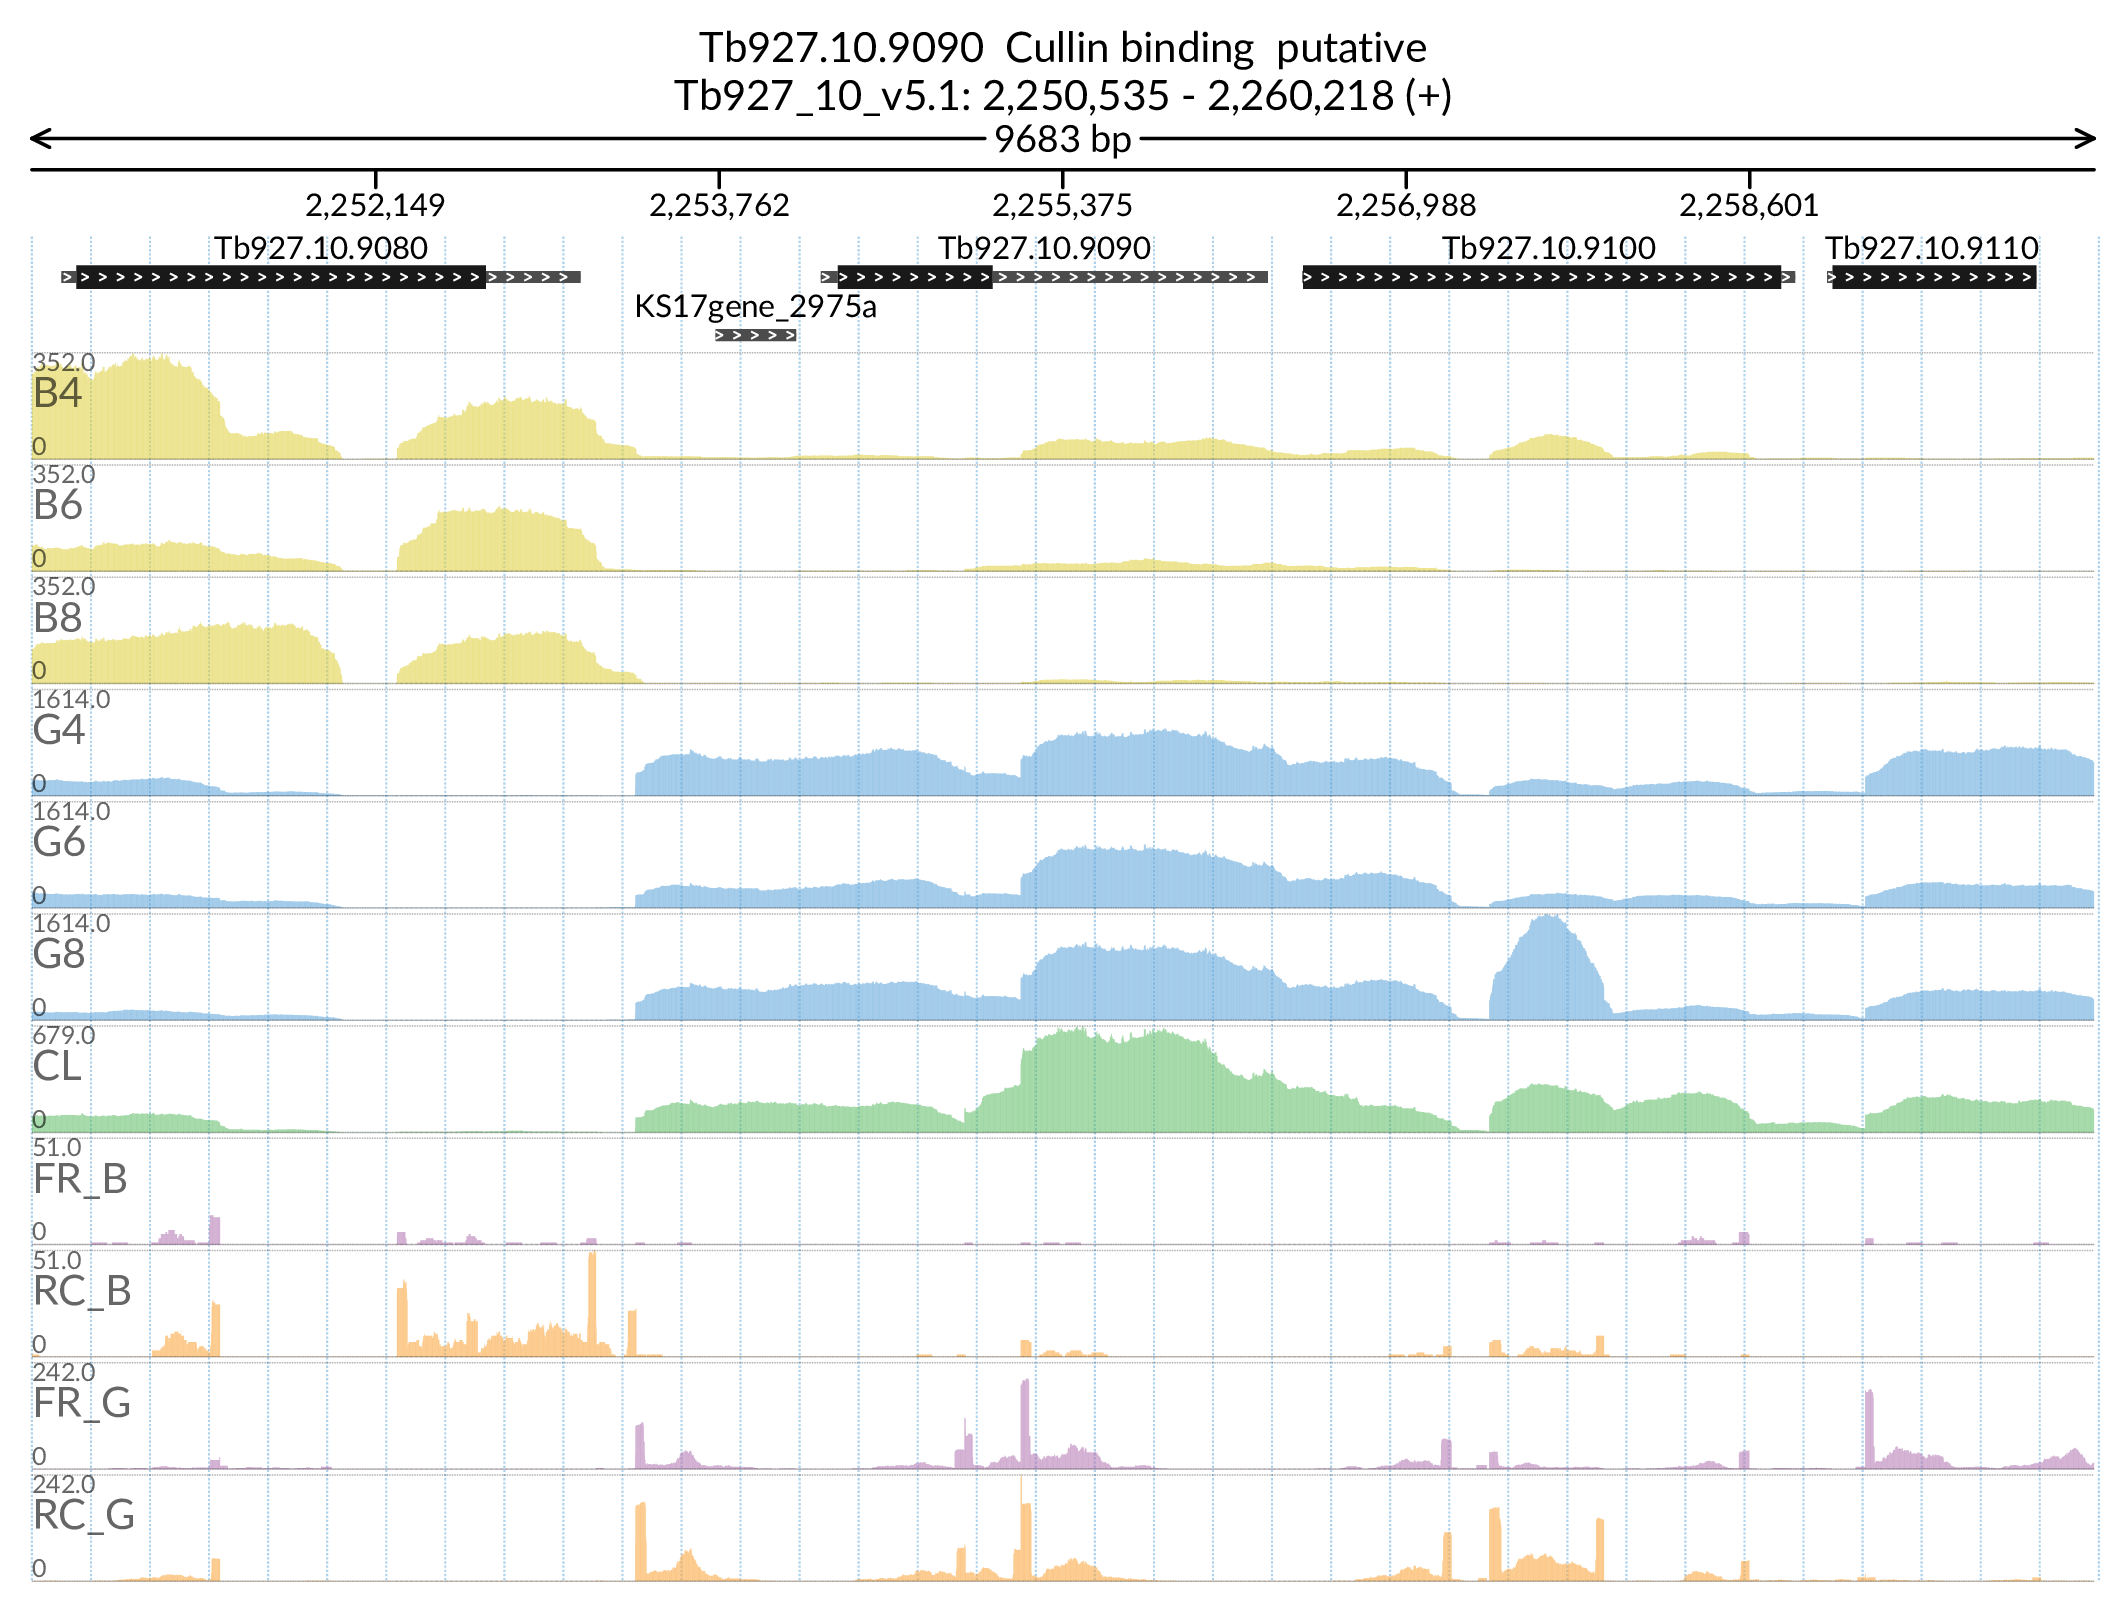 Tb927.10.9090  Cullin binding  putative
Tb927_10_v5.1: 2,250,535 - 2,260,218 (+)
9683 bp
2,252,149 2,253,762 2,255,375 2,256,988 2,258,601
Tb927.10.9080 Tb927.10.9090 Tb927.10.9100 Tb927.10.9110
KS17gene_2975a
352.0
B4
0
352.0
B6
0
352.0
B8
0
1614.0
G4
0
1614.0
G6
0
1614.0
G8
0
679.0
CL
0
51.0
FR_B
0
51.0
RC_B
0
242.0
FR_G
0
242.0
RC_G
0